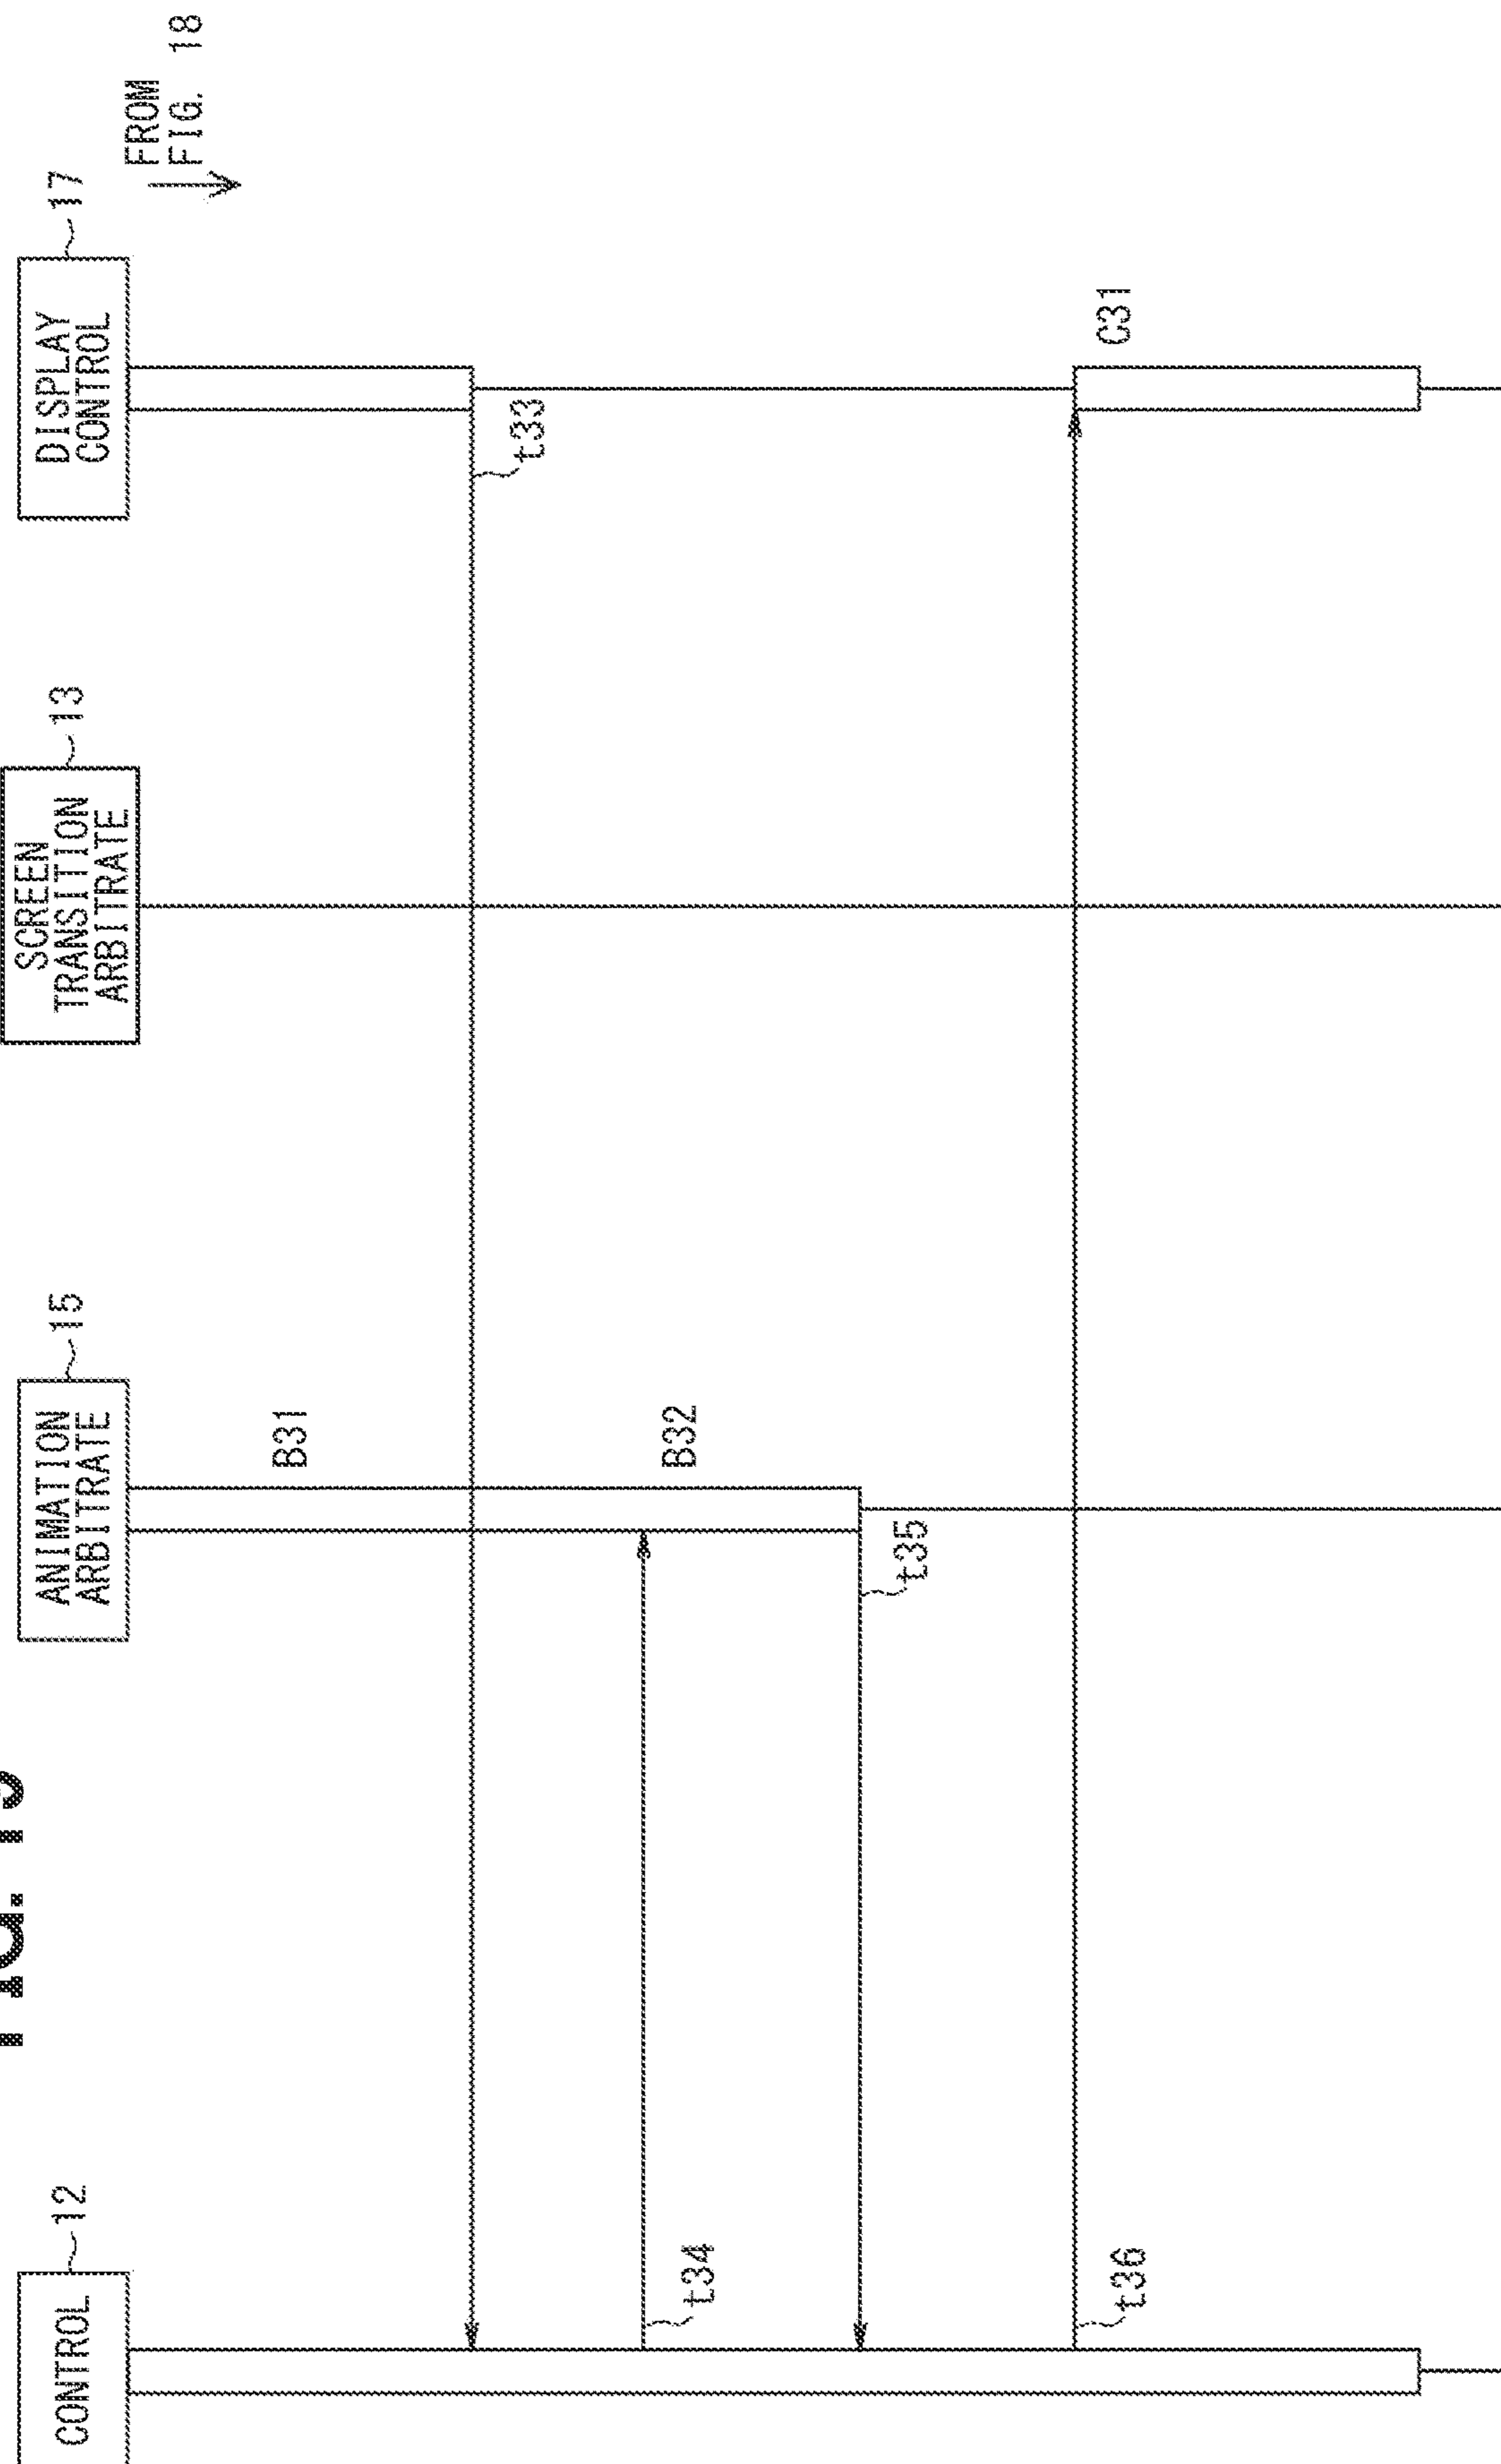 CONTROL
12
ANIMATION
ARBITRATE
15
SCREEN
TRANSITION
ARBITRATE
13
DISPLAY
CONTROL
17
FROM
FIG. 18
B31
t33
t34
B32
t35
t36
C31